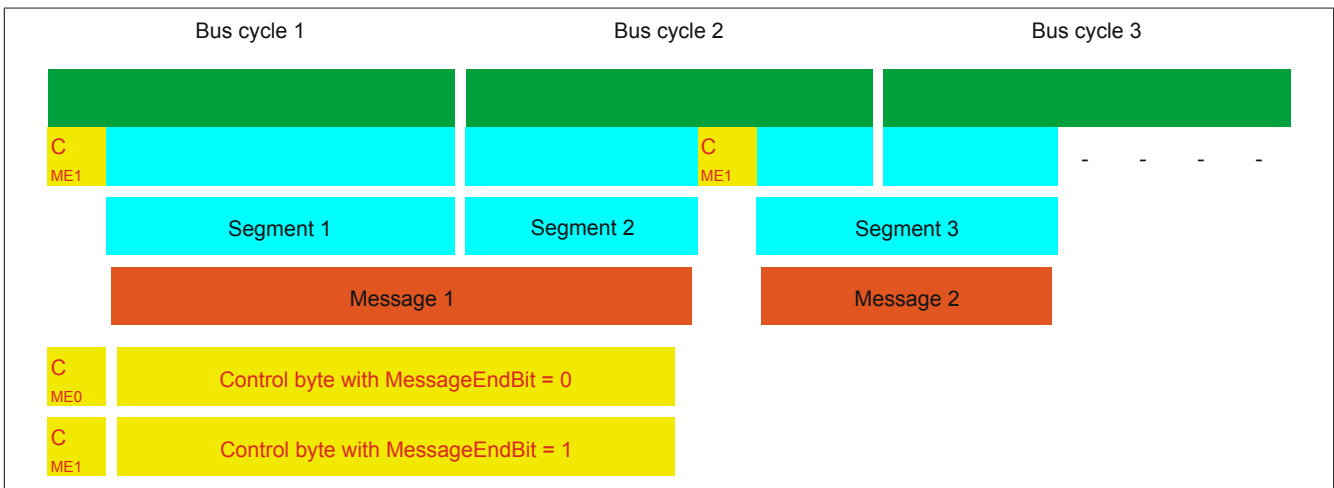 Bus cycle 1 Bus cycle 2 Bus cycle 3
C C
ME1 ME1 - - - -
Segment 1 Segment 2 Segment 3
Message 1 Message 2
C
ME0 Control byte with MessageEndBit = 0
C
ME1 Control byte with MessageEndBit = 1